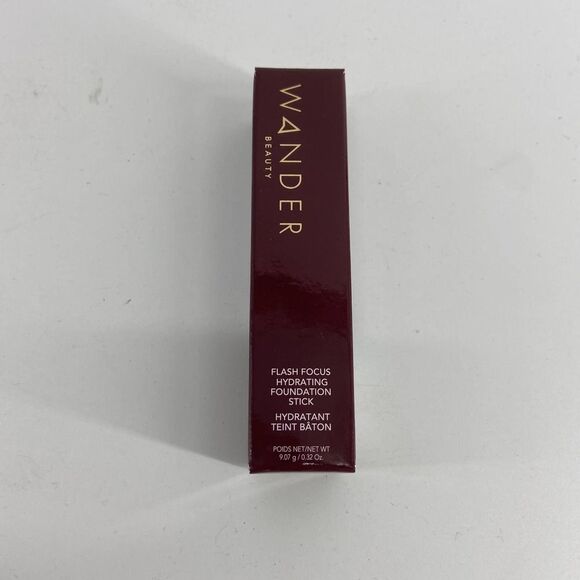 WANDER
BEAUTY
FLASH FOCUS
HYDRATING
FOUNDATION
STICK
HYDRATANT
TEINT BÂTON
POIDS NET/NET WT
9.07 g / 0.32 Oz.